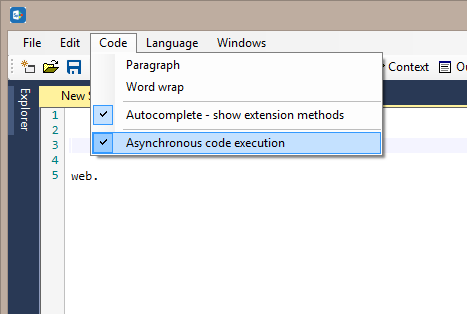 File Edit Code Language Windows
Paragraph
Word wrap
Autocomplete - show extension methods
Asynchronous code execution
Context
Explorer
New
1
2
3
4
5 web.